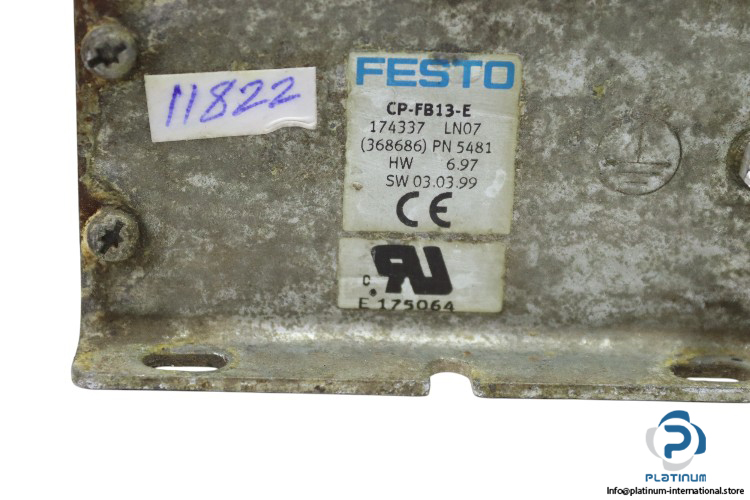 11822
FESTO
CP-FB13-E
174337 LN07
(368686) PN 5481
HW 6.97
SW 03.03.99
CE
c RU
E 175064
PLATINUM
Info@platinum-international.store